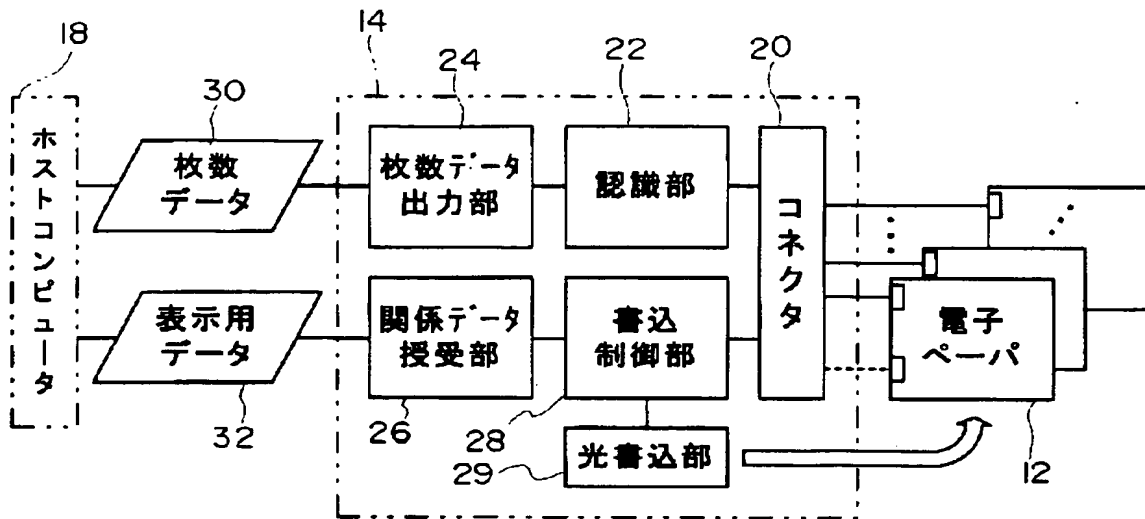 18
ホストコンピュータ
30
枚数
データ
表示用
データ
32
14
24
枚数データ
出力部
22
認識部
20
コネクタ
関係データ
授受部
26
書込
制御部
28
光書込部
29
電子
ペーパ
12